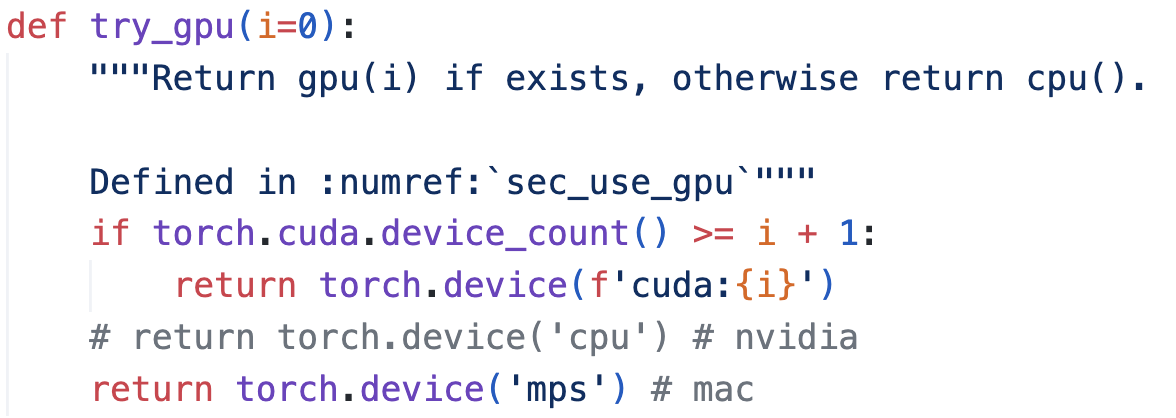 def try_gpu(i=0):
"""Return gpu(i) if exists, otherwise return cpu().
Defined in :numref:`sec_use_gpu`"""
if torch.cuda.device_count() >= i + 1:
return torch.device(f'cuda:{i}')
# return torch.device('cpu') # nvidia
return torch.device('mps') # mac